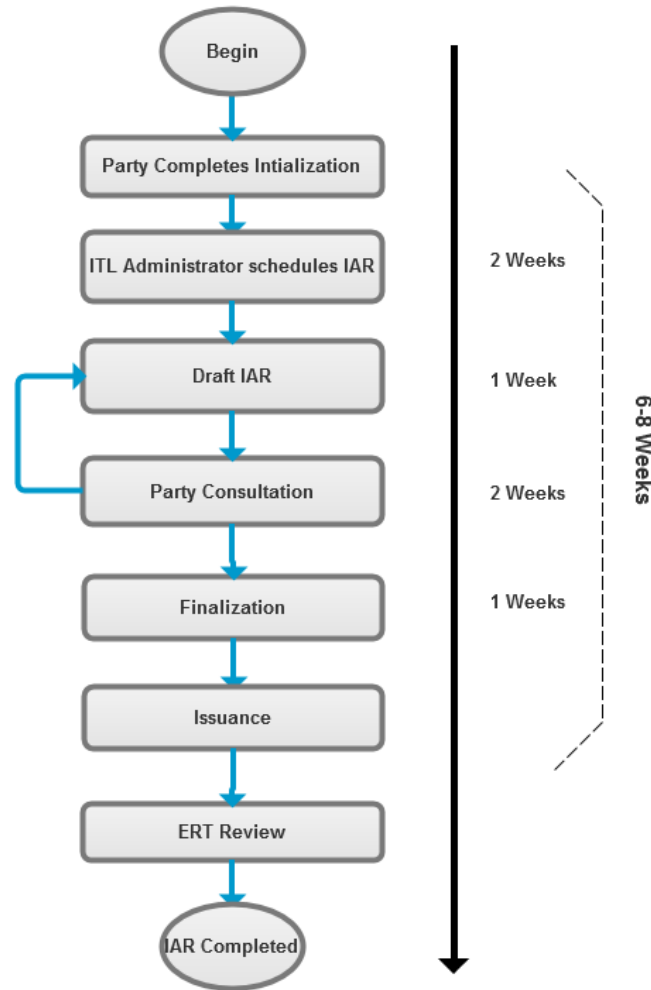 Begin
Party Completes Intialization
ITL Administrator schedules IAR
2 Weeks
Draft IAR
1 Week
Party Consultation
2 Weeks
Finalization
1 Weeks
6-8 Weeks
Issuance
ERT Review
IAR Completed